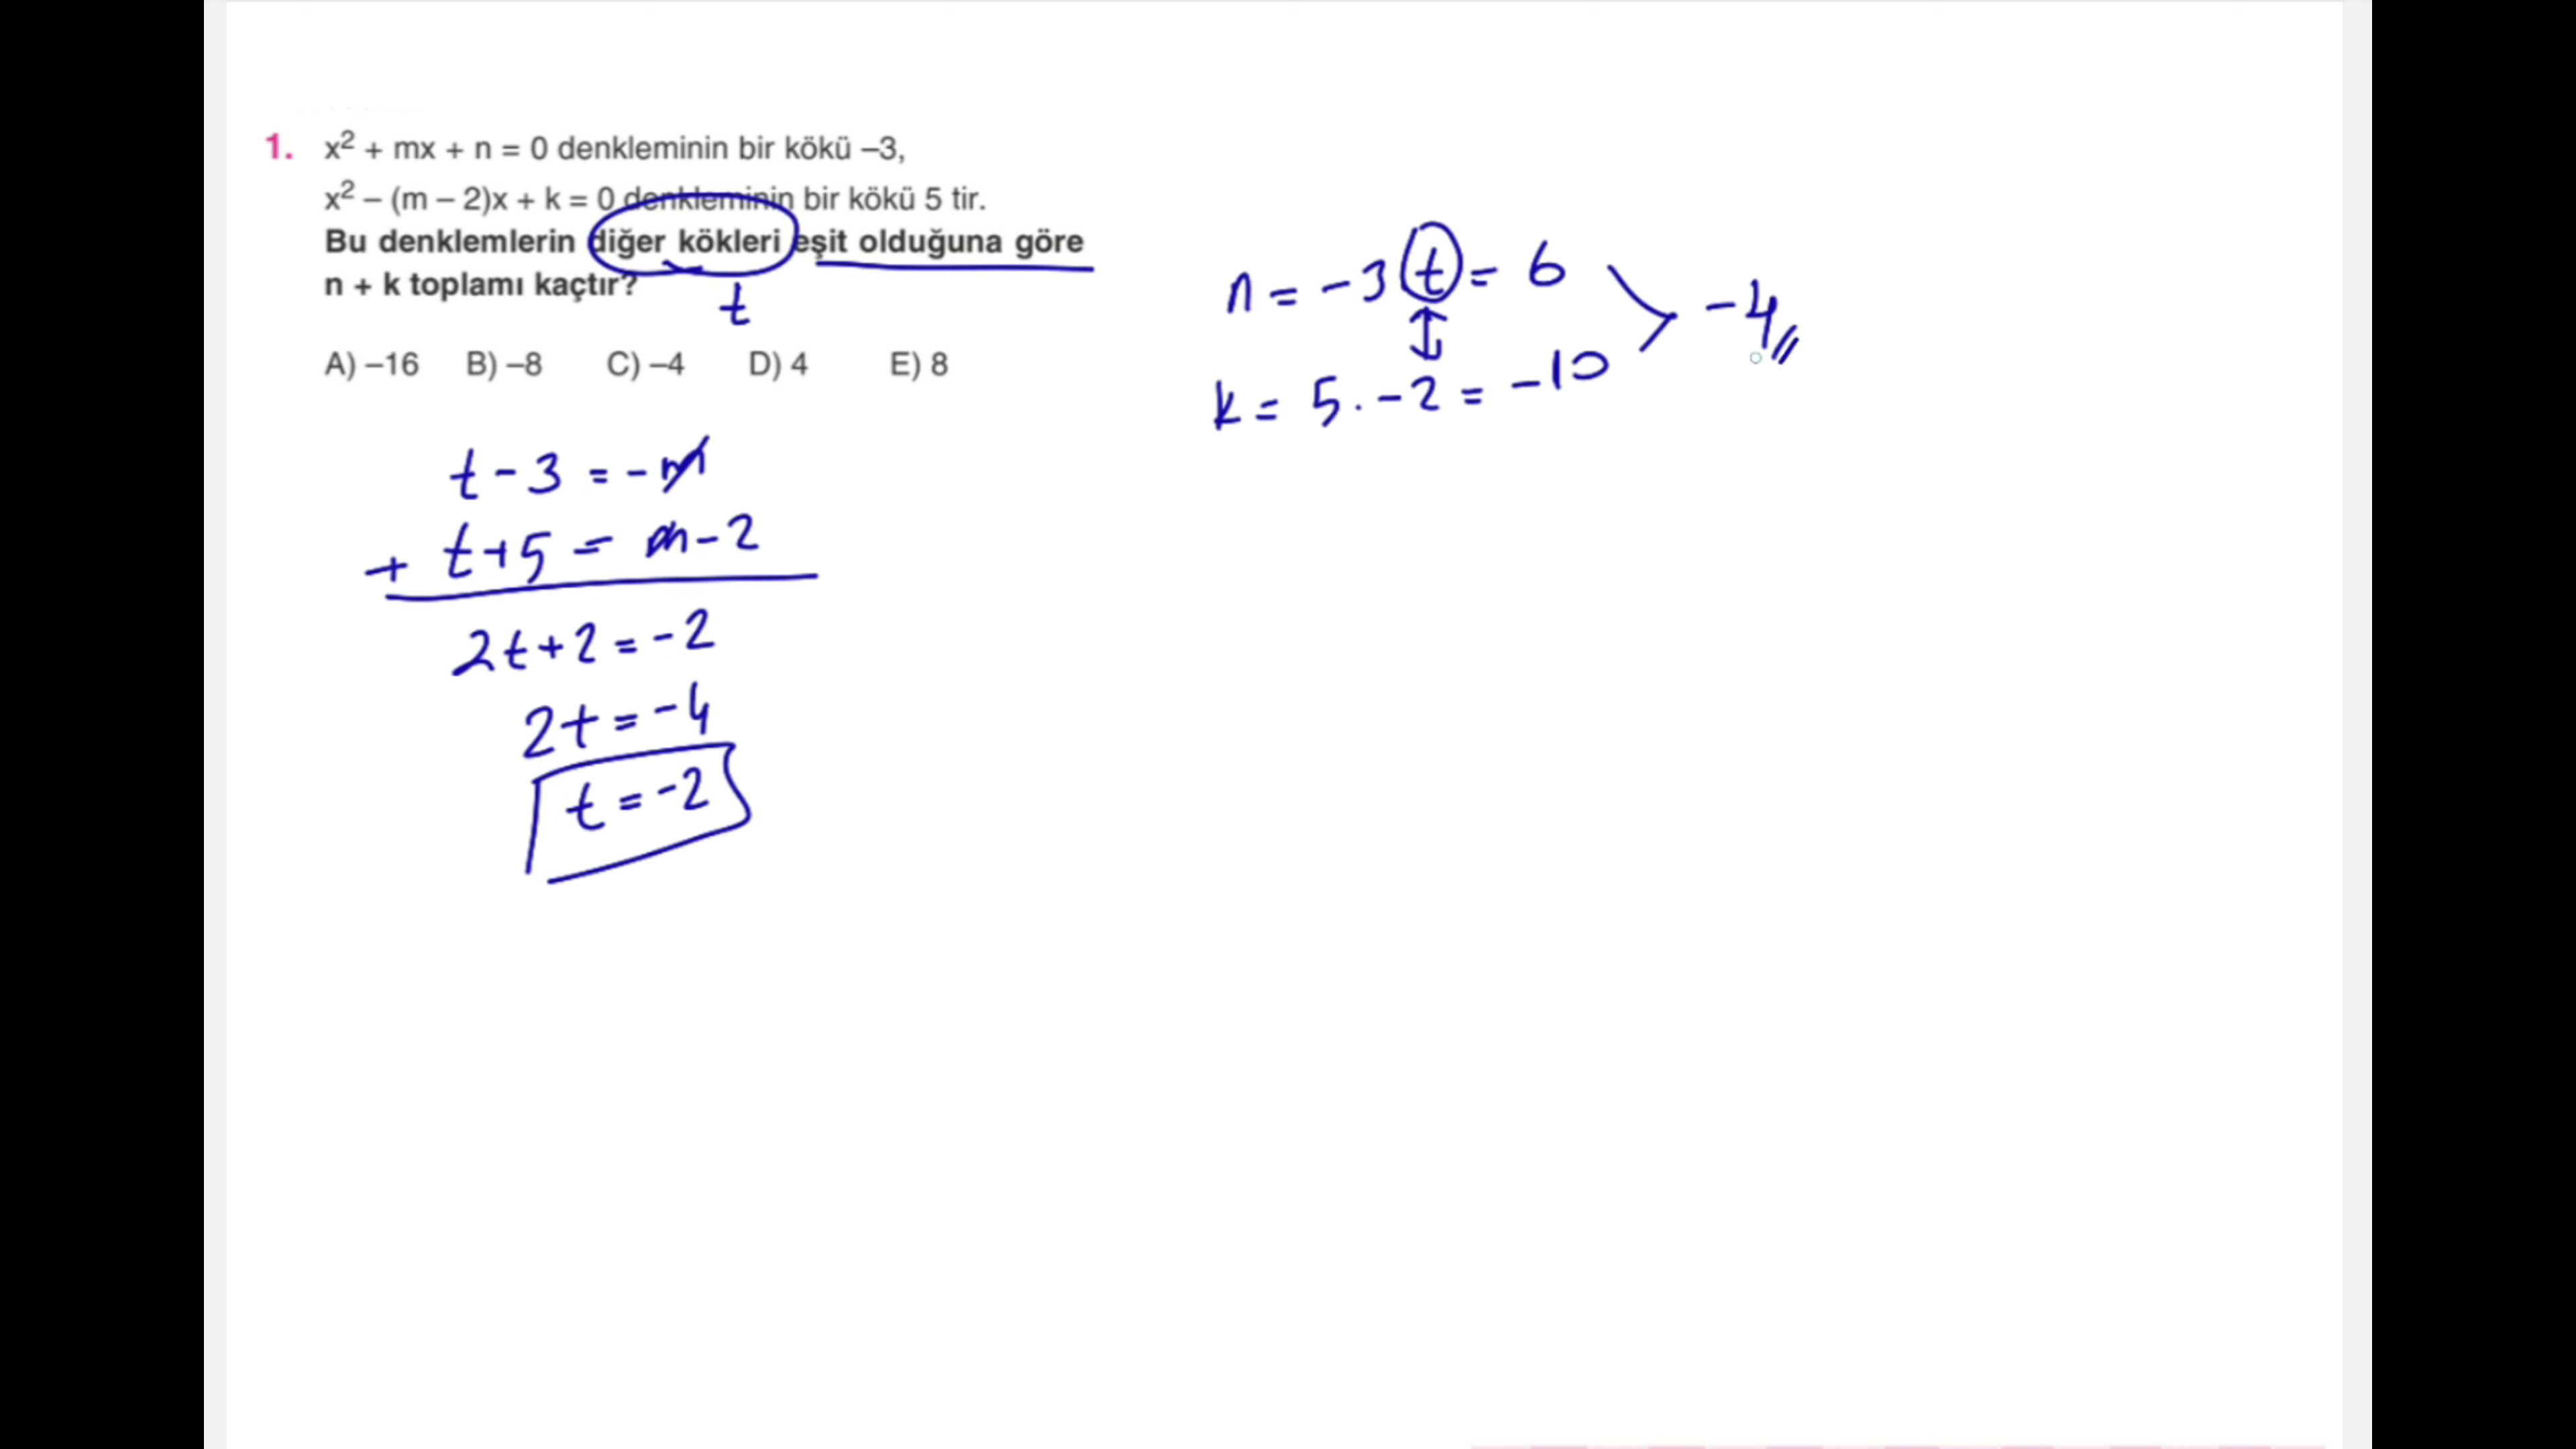 1. x² + mx + n = 0 denkleminin bir kökü –3,
x² – (m – 2)x + k = 0 denkleminin bir kökü 5 tir.
Bu denklemlerin diğer kökleri eşit olduğuna göre
n + k toplamı kaçtır?
t
A) –16 B) –8 C) –4 D) 4 E) 8
t - 3 = - m
+ t + 5 = m - 2
2t + 2 = - 2
2t = - 4
t = - 2
n = - 3 t = 6
k = 5 . - 2 = - 10
- 4